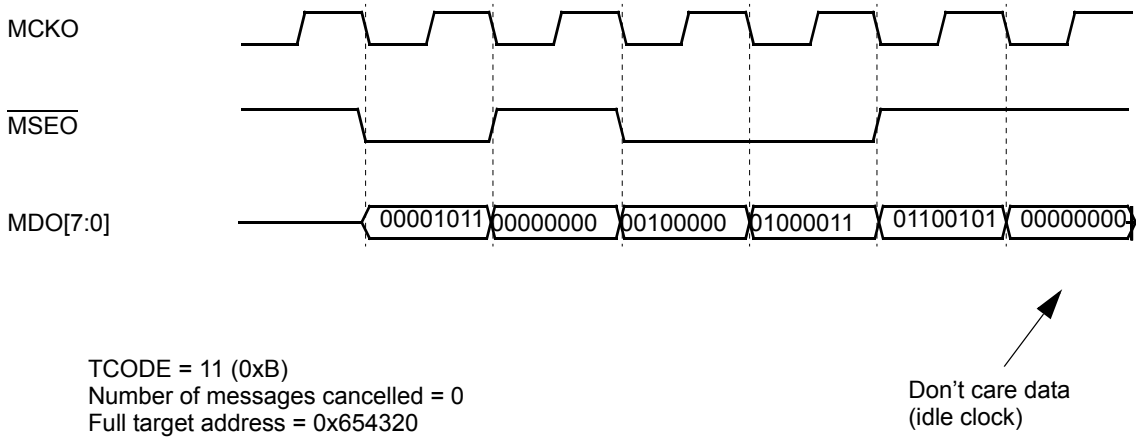 MCKO
MSEO
MDO[7:0]
00001011 00000000 00100000 01000011 01100101 00000000
TCODE = 11 (0xB)
Number of messages cancelled = 0
Full target address = 0x654320
Don't care data
(idle clock)